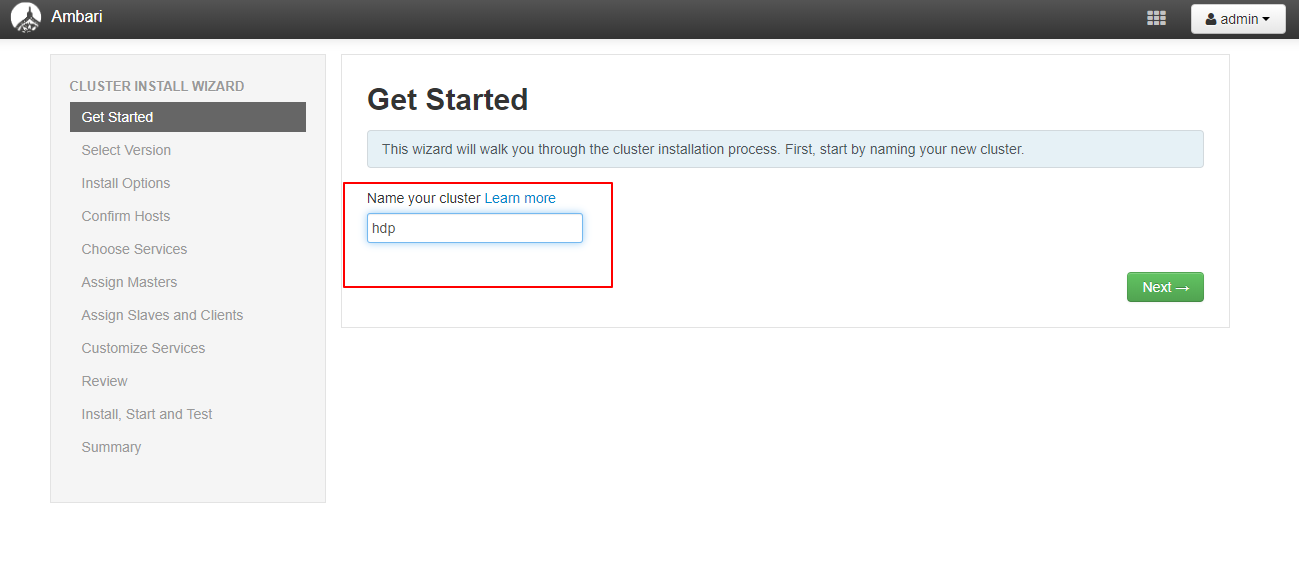 Ambari
admin
CLUSTER INSTALL WIZARD
Get Started
Select Version
Install Options
Confirm Hosts
Choose Services
Assign Masters
Assign Slaves and Clients
Customize Services
Review
Install, Start and Test
Summary
Get Started
This wizard will walk you through the cluster installation process. First, start by naming your new cluster.
Name your cluster Learn more
hdp
Next →